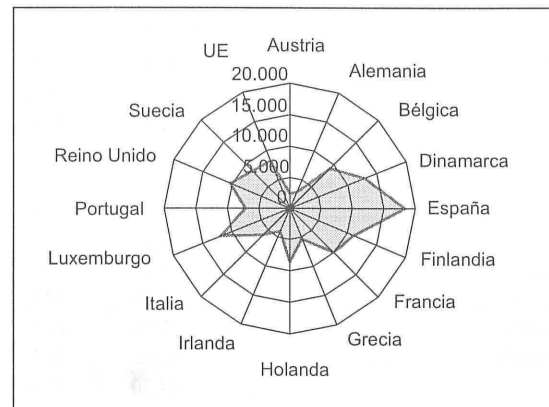 UE
Austria
Alemania
Bélgica
Dinamarca
España
Finlandia
Francia
Grecia
Holanda
Irlanda
Italia
Luxemburgo
Portugal
Reino Unido
Suecia
20.000
15.000
10.000
5.000
0